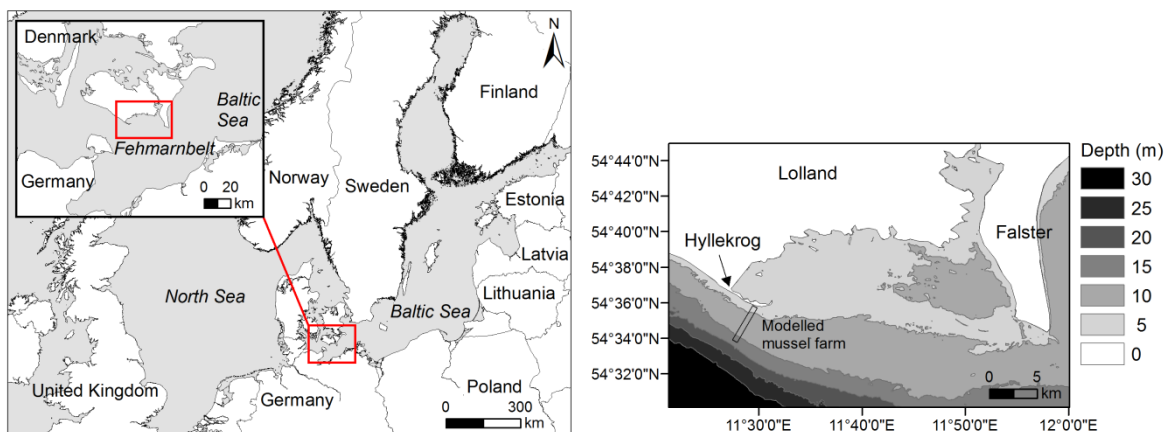 Denmark
Baltic
Sea
Fehmarnbelt
Germany
0 20
km
N
Finland
Norway
Sweden
Estonia
Latvia
Lithuania
North Sea
Baltic Sea
United Kingdom
Germany
Poland
0 300
km
54°44'0"N
54°42'0"N
54°40'0"N
54°38'0"N
54°36'0"N
54°34'0"N
54°32'0"N
Lolland
Falster
Hyllekrog
Modelled
mussel farm
0 5
km
11°30'0"E
11°40'0"E
11°50'0"E
12°0'0"E
Depth (m)
30
25
20
15
10
5
0